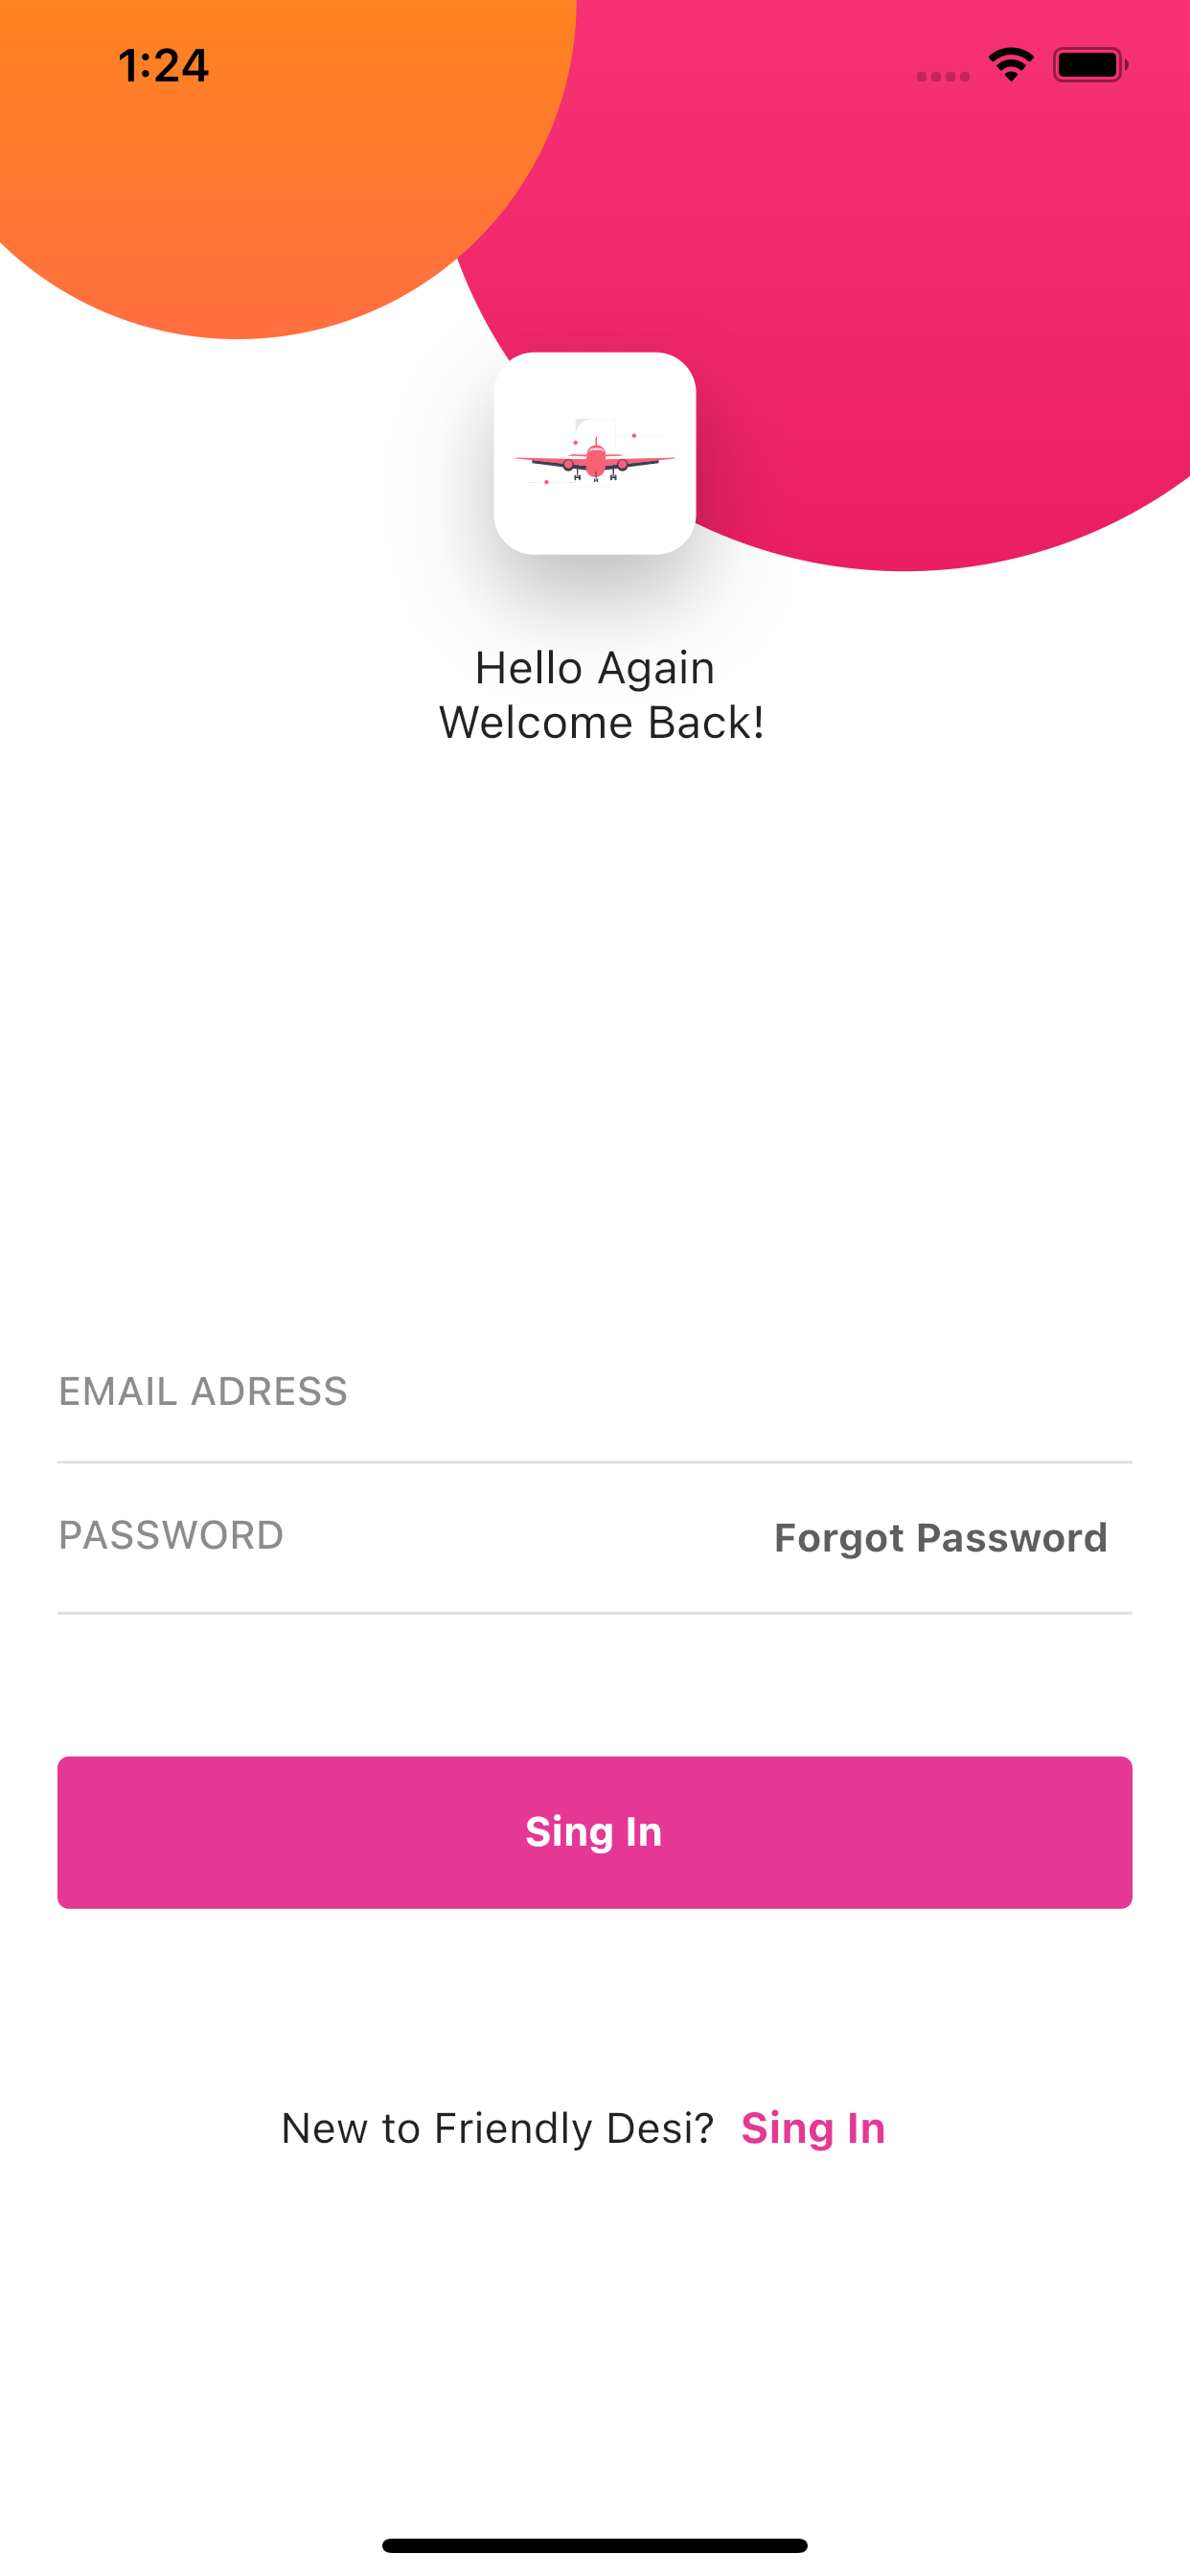 1:24
Hello Again
Welcome Back!
EMAIL ADRESS
PASSWORD
Forgot Password
Sing In
New to Friendly Desi? Sing In